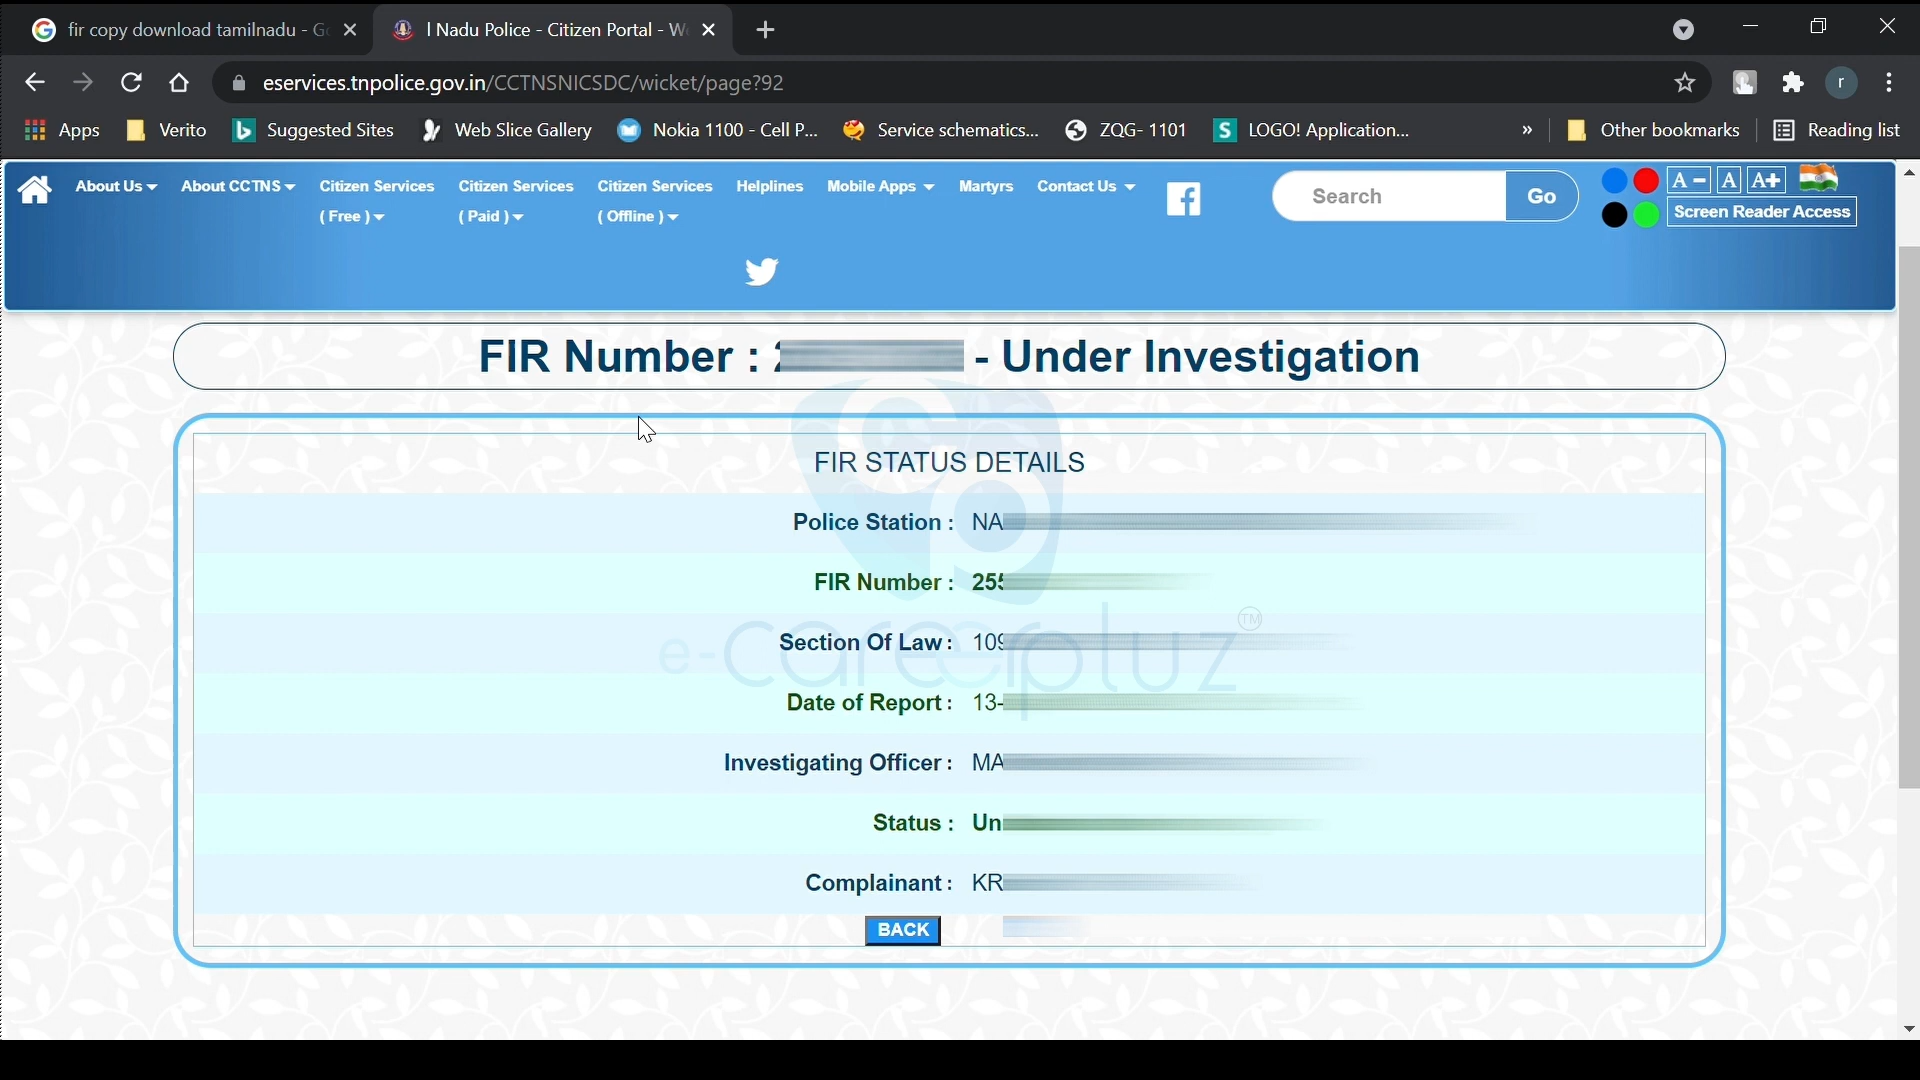 fir copy download tamilnadu - G
l Nadu Police - Citizen Portal - W
eservices.tnpolice.gov.in/CCTNSNICSDC/wicket/page?92
r
Apps Verito Suggested Sites Web Slice Gallery Nokia 1100 - Cell P... Service schematics... ZQG- 1101 LOGO! Application... » Other bookmarks Reading list
About Us About CCTNS Citizen Services Citizen Services Citizen Services Helplines Mobile Apps Martyrs Contact Us
( Free ) ( Paid ) ( Offline )
Search Go
A - A A+
Screen Reader Access
FIR Number : - Under Investigation
FIR STATUS DETAILS
Police Station : NA
FIR Number : 255
Section Of Law : 109
Date of Report : 13-
Investigating Officer : MA
Status : Un
Complainant : KR
BACK
e-careerpluz TM